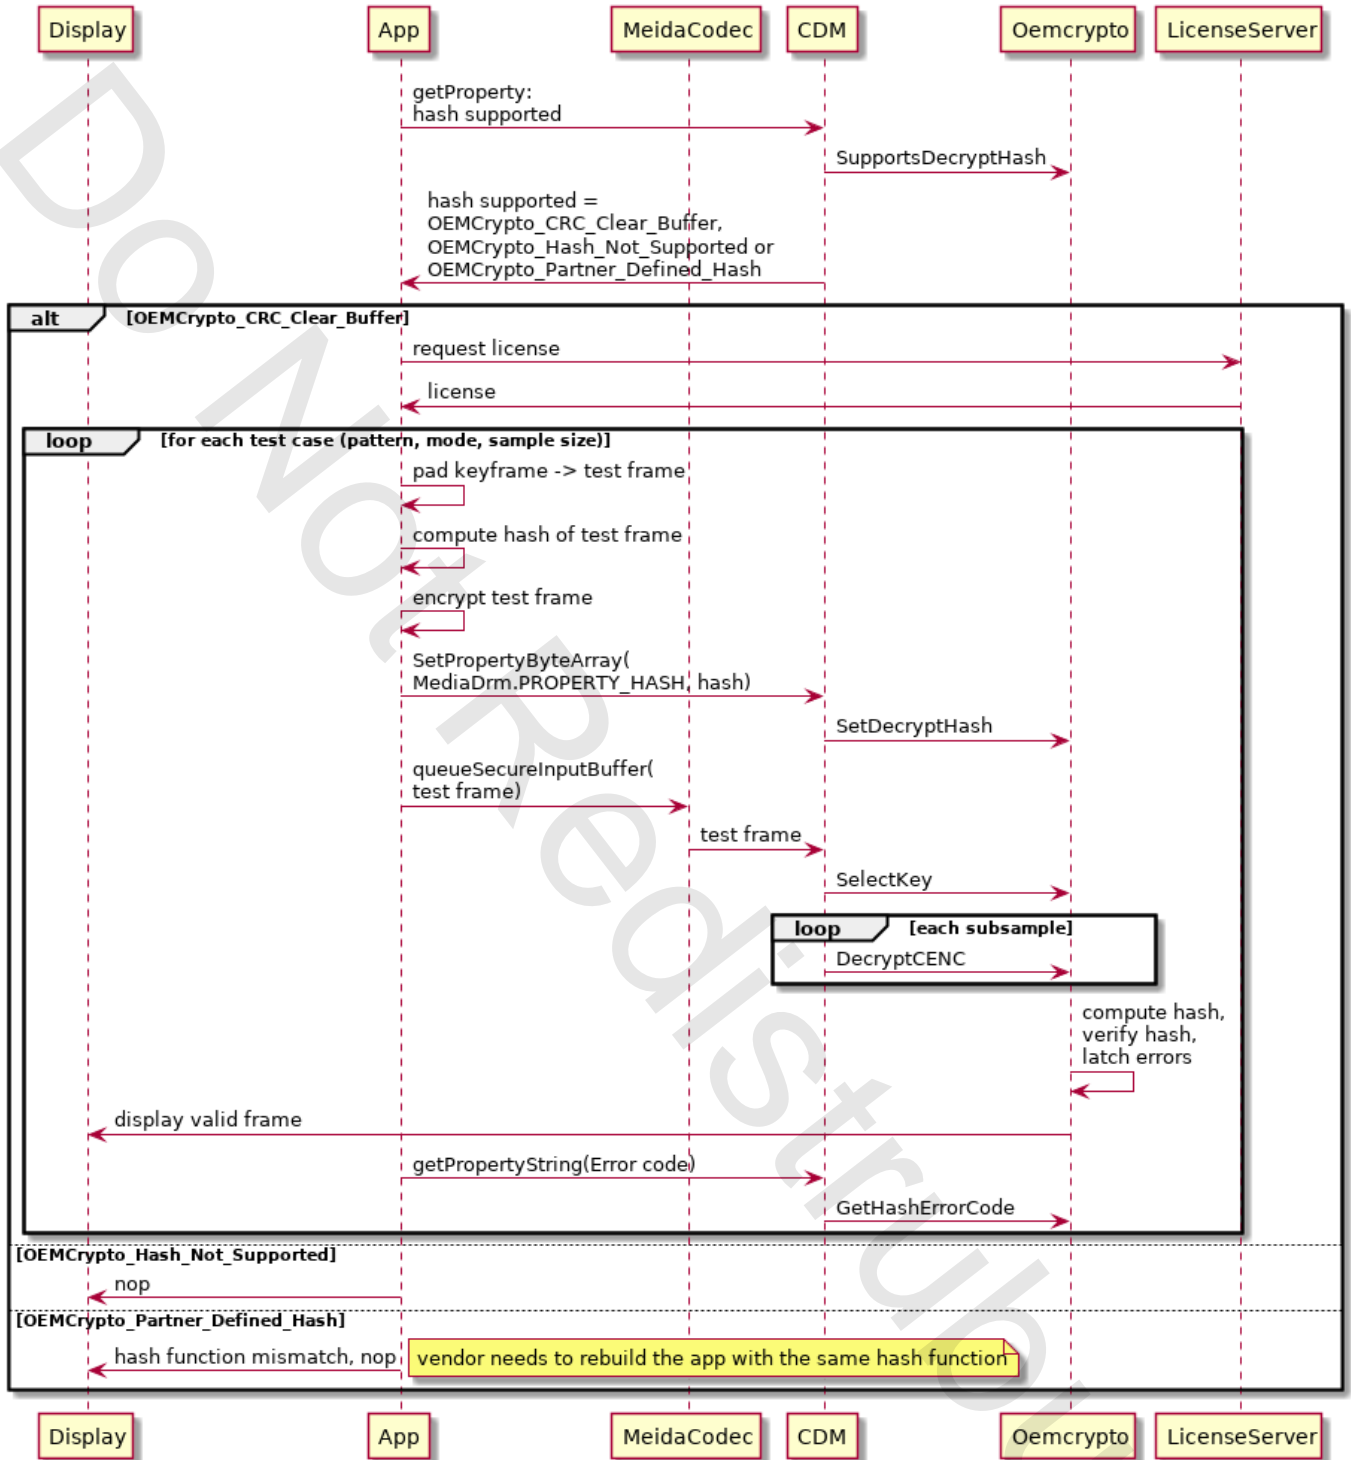 Display
App
MeidaCodec
CDM
Oemcrypto
LicenseServer
getProperty:
hash supported
SupportsDecryptHash
hash supported =
OEMCrypto_CRC_Clear_Buffer,
OEMCrypto_Hash_Not_Supported or
OEMCrypto_Partner_Defined_Hash
alt [OEMCrypto_CRC_Clear_Buffer]
request license
license
loop [for each test case (pattern, mode, sample size)]
pad keyframe -> test frame
compute hash of test frame
encrypt test frame
SetPropertyByteArray(
MediaDrm.PROPERTY_HASH, hash)
SetDecryptHash
queueSecureInputBuffer(
test frame)
test frame
SelectKey
loop [each subsample]
DecryptCENC
compute hash,
verify hash,
latch errors
display valid frame
getPropertyString(Error code)
GetHashErrorCode
[OEMCrypto_Hash_Not_Supported]
nop
[OEMCrypto_Partner_Defined_Hash]
hash function mismatch, nop
vendor needs to rebuild the app with the same hash function
Display
App
MeidaCodec
CDM
Oemcrypto
LicenseServer
Do Not Redistribu